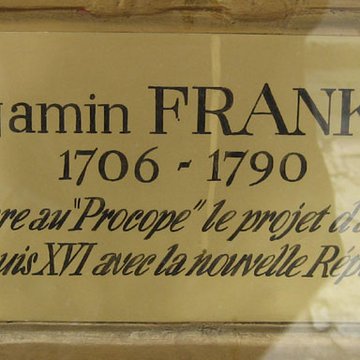 jamin FRANK
1706 - 1790
re au "Procope" le projet d'
uis XVI avec la nouvelle Rép